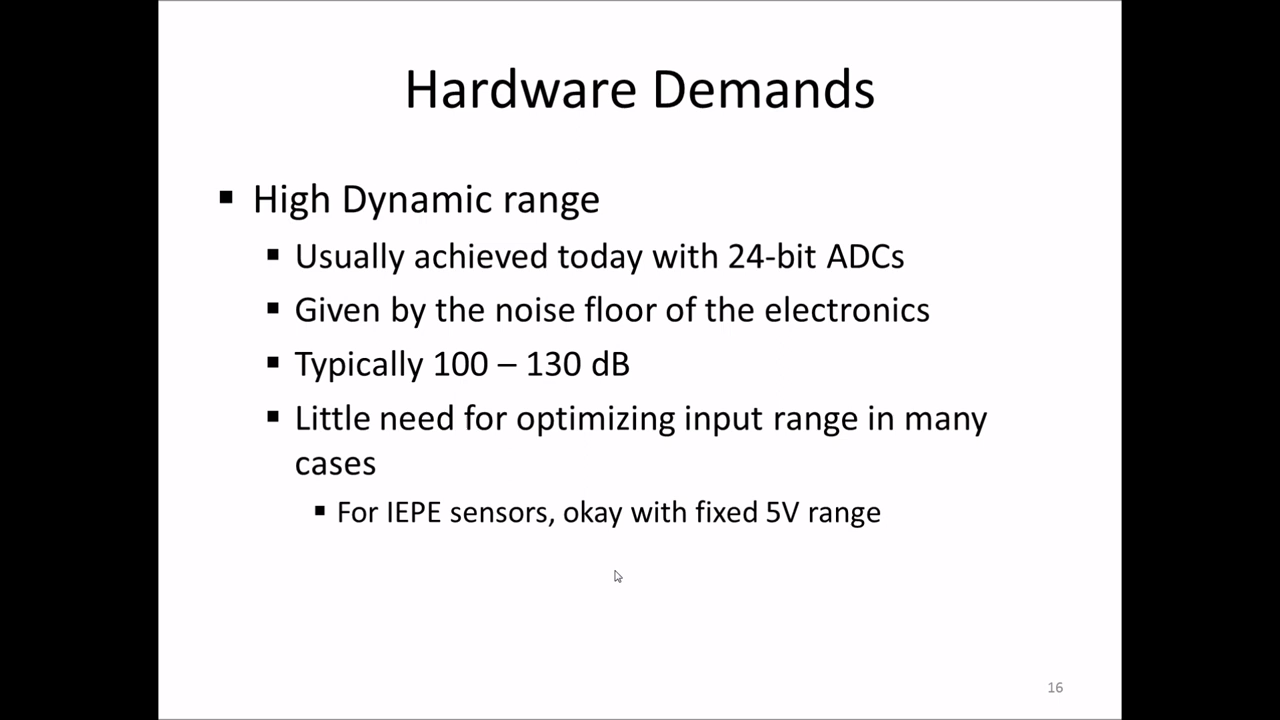 Hardware Demands
▪ High Dynamic range
▪ Usually achieved today with 24-bit ADCs
▪ Given by the noise floor of the electronics
▪ Typically 100 – 130 dB
▪ Little need for optimizing input range in many
cases
▪ For IEPE sensors, okay with fixed 5V range
16